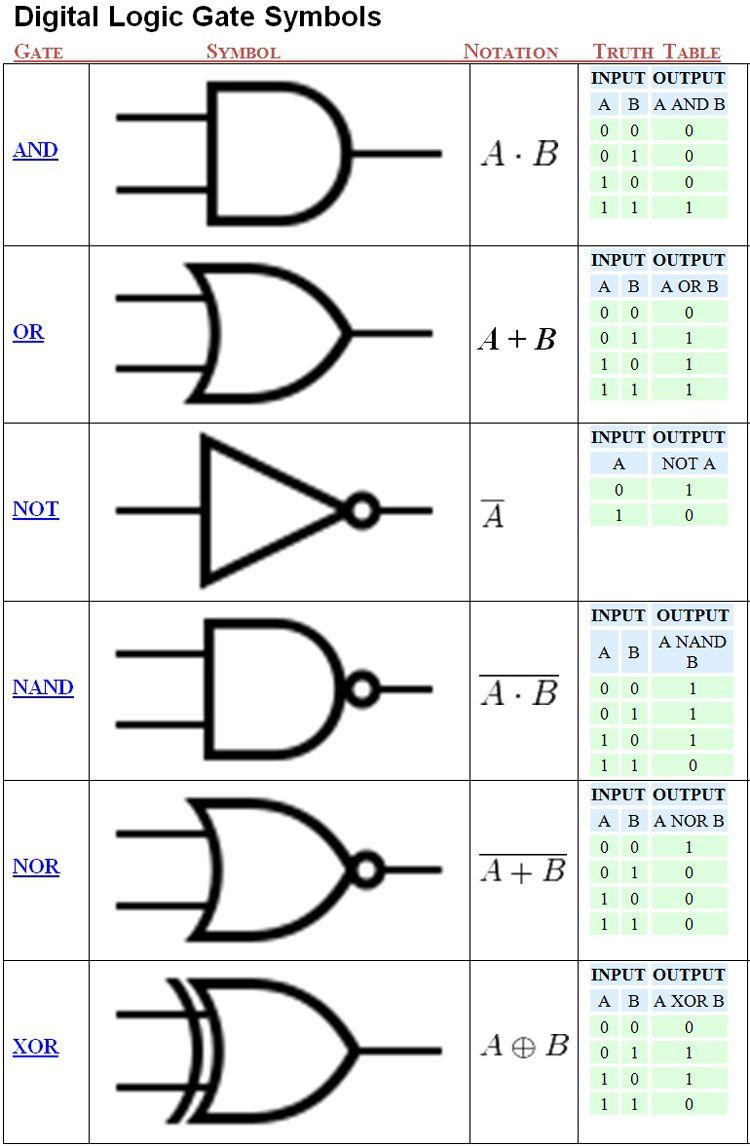 Digital Logic Gate Symbols
GATE SYMBOL NOTATION TRUTH TABLE
AND
A · B
INPUT OUTPUT
A B A AND B
0 0 0
0 1 0
1 0 0
1 1 1
OR
A + B
INPUT OUTPUT
A B A OR B
0 0 0
0 1 1
1 0 1
1 1 1
NOT
A̅
INPUT OUTPUT
A NOT A
0 1
1 0
NAND
A̅ ·̅ B̅
INPUT OUTPUT
A B A NAND
B
0 0 1
0 1 1
1 0 1
1 1 0
NOR
A̅ +̅ B̅
INPUT OUTPUT
A B A NOR B
0 0 1
0 1 0
1 0 0
1 1 0
XOR
A ⊕ B
INPUT OUTPUT
A B A XOR B
0 0 0
0 1 1
1 0 1
1 1 0